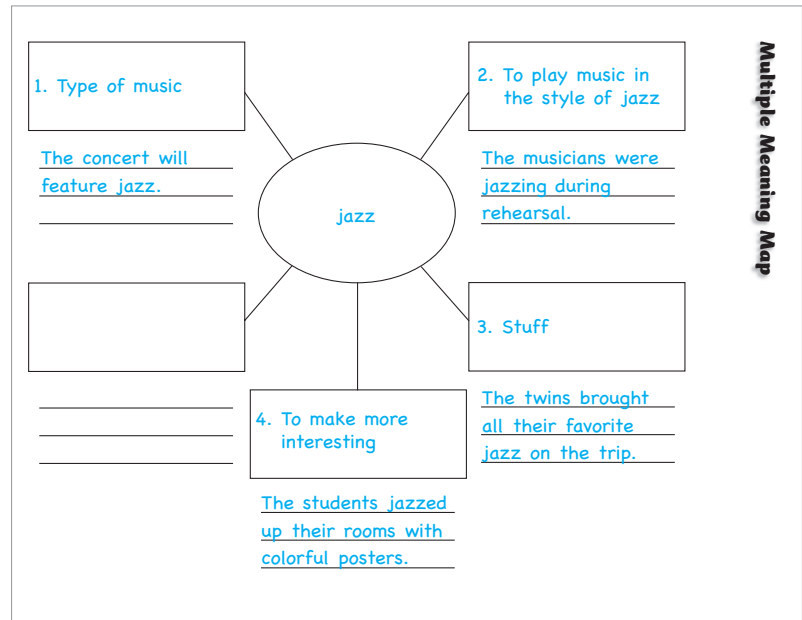 Multiple Meaning Map
1. Type of music
The concert will
feature jazz.
2. To play music in
the style of jazz
The musicians were
jazzing during
rehearsal.
jazz
3. Stuff
The twins brought
all their favorite
jazz on the trip.
4. To make more
interesting
The students jazzed
up their rooms with
colorful posters.